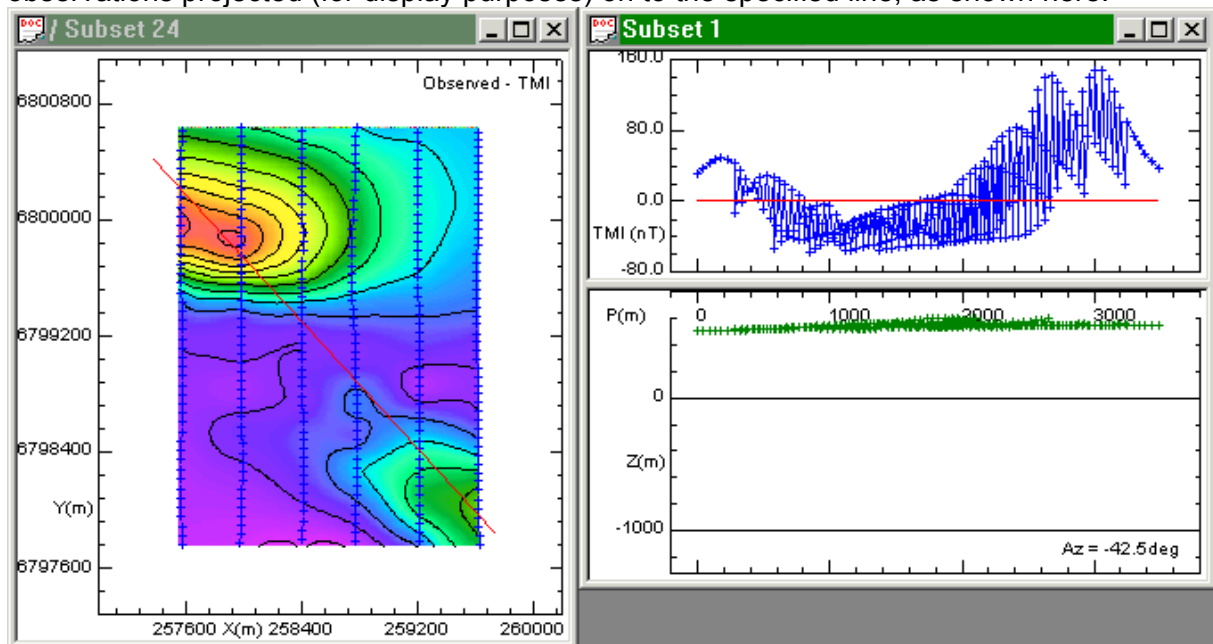 observations projected (for display purposes) on to the specified line, as shown here.
DOC / Subset 24
Observed - TMI
6800800
6800000
6799200
6798400
Y(m)
6797600
257600 X(m) 258400 259200 260000
DOC Subset 1
160.0
80.0
0.0
TMI (nT)
-80.0
P(m) 0 1000 2000 3000
0
Z(m)
-1000
Az = -42.5deg